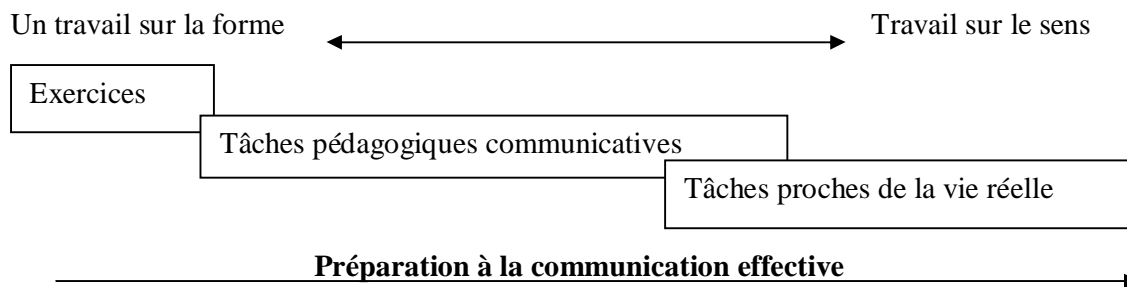 Un travail sur la forme Travail sur le sens
Exercices
Tâches pédagogiques communicatives
Tâches proches de la vie réelle
Préparation à la communication effective